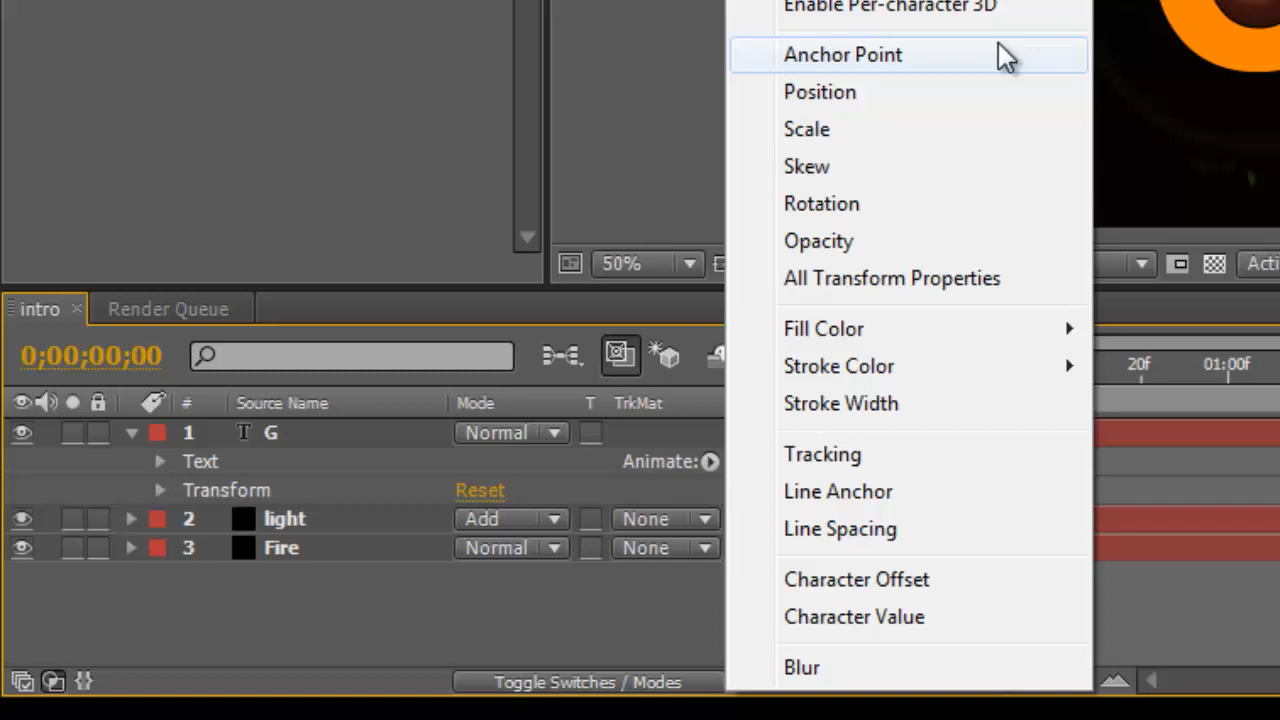 Enable Per-character 3D
Anchor Point
Position
Scale
Skew
Rotation
Opacity
All Transform Properties
Fill Color
Stroke Color
Stroke Width
Tracking
Line Anchor
Line Spacing
Character Offset
Character Value
Blur
50%
Acti
intro
Render Queue
0;00;00;00
20f 01:00f
# Source Name Mode T TrkMat
1 T G Normal
Text Animate:
Transform Reset
2 light Add None
3 Fire Normal None
Toggle Switches / Modes